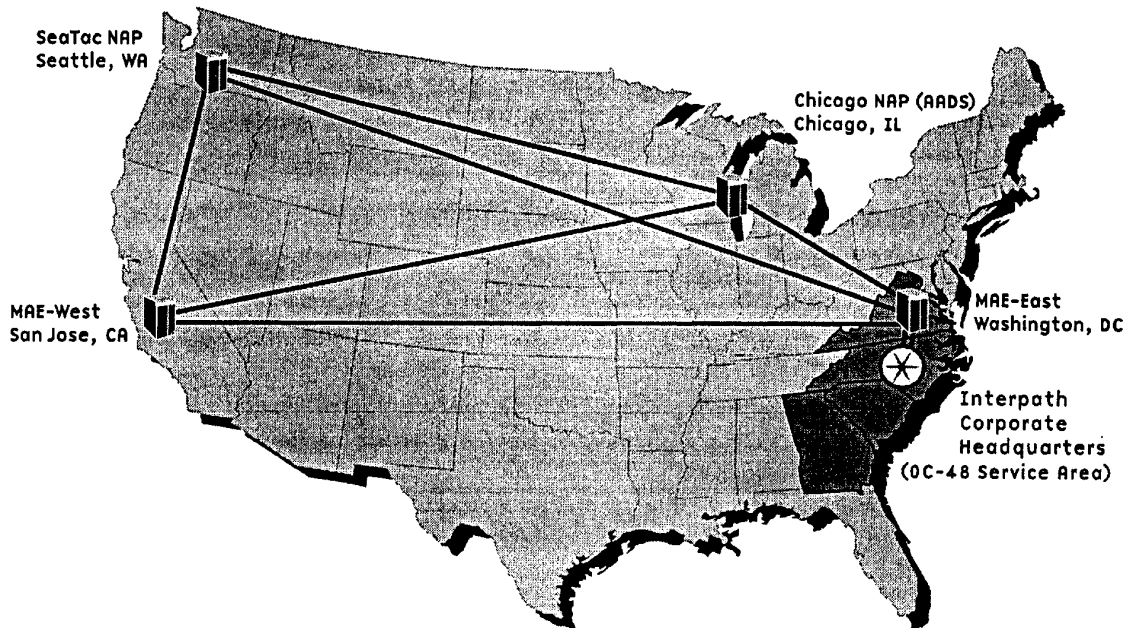 SeaTac NAP
Seattle, WA
Chicago NAP (AADS)
Chicago, IL
MAE-West
San Jose, CA
MAE-East
Washington, DC
Interpath
Corporate
Headquarters
(OC-48 Service Area)